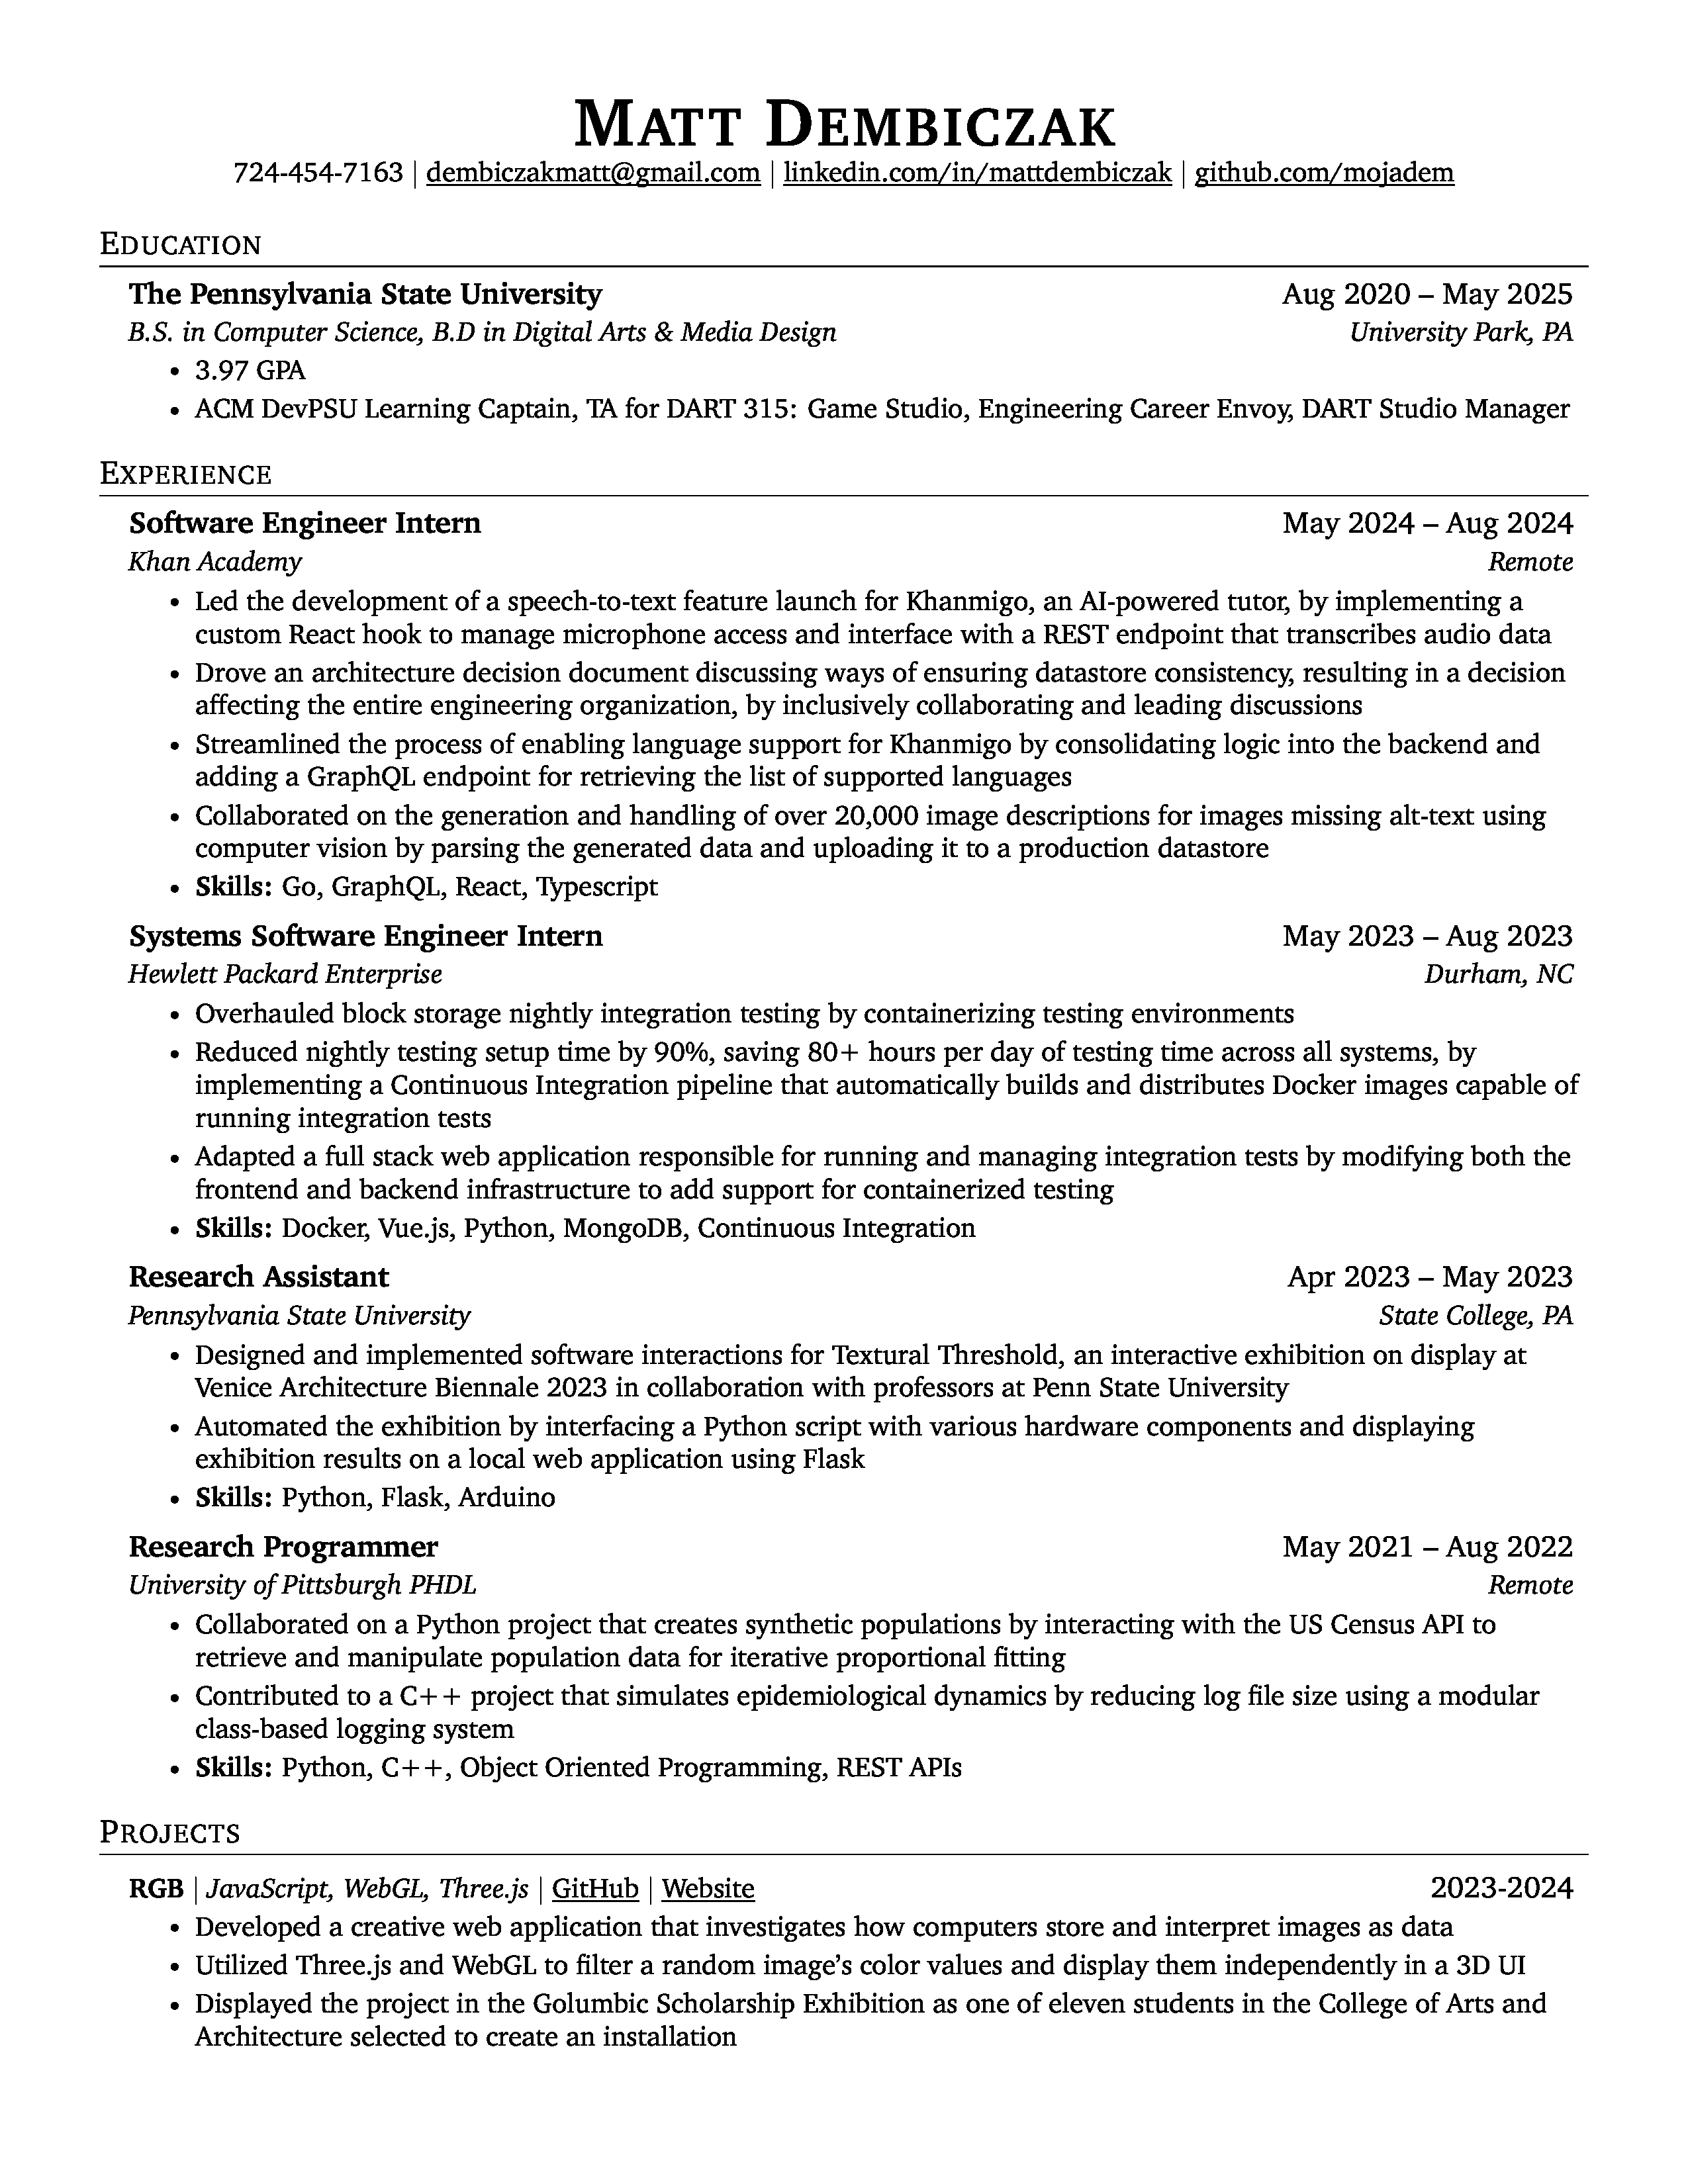 MATT DEMBICZAK
724-454-7163 | dembiczakmatt@gmail.com | linkedin.com/in/mattdembiczak | github.com/mojadem
EDUCATION
The Pennsylvania State University Aug 2020 – May 2025
B.S. in Computer Science, B.D in Digital Arts & Media Design University Park, PA
• 3.97 GPA
• ACM DevPSU Learning Captain, TA for DART 315: Game Studio, Engineering Career Envoy, DART Studio Manager
EXPERIENCE
Software Engineer Intern May 2024 – Aug 2024
Khan Academy Remote
• Led the development of a speech-to-text feature launch for Khanmigo, an AI-powered tutor, by implementing a
custom React hook to manage microphone access and interface with a REST endpoint that transcribes audio data
• Drove an architecture decision document discussing ways of ensuring datastore consistency, resulting in a decision
affecting the entire engineering organization, by inclusively collaborating and leading discussions
• Streamlined the process of enabling language support for Khanmigo by consolidating logic into the backend and
adding a GraphQL endpoint for retrieving the list of supported languages
• Collaborated on the generation and handling of over 20,000 image descriptions for images missing alt-text using
computer vision by parsing the generated data and uploading it to a production datastore
• Skills: Go, GraphQL, React, Typescript
Systems Software Engineer Intern May 2023 – Aug 2023
Hewlett Packard Enterprise Durham, NC
• Overhauled block storage nightly integration testing by containerizing testing environments
• Reduced nightly testing setup time by 90%, saving 80+ hours per day of testing time across all systems, by
implementing a Continuous Integration pipeline that automatically builds and distributes Docker images capable of
running integration tests
• Adapted a full stack web application responsible for running and managing integration tests by modifying both the
frontend and backend infrastructure to add support for containerized testing
• Skills: Docker, Vue.js, Python, MongoDB, Continuous Integration
Research Assistant Apr 2023 – May 2023
Pennsylvania State University State College, PA
• Designed and implemented software interactions for Textural Threshold, an interactive exhibition on display at
Venice Architecture Biennale 2023 in collaboration with professors at Penn State University
• Automated the exhibition by interfacing a Python script with various hardware components and displaying
exhibition results on a local web application using Flask
• Skills: Python, Flask, Arduino
Research Programmer May 2021 – Aug 2022
University of Pittsburgh PHDL Remote
• Collaborated on a Python project that creates synthetic populations by interacting with the US Census API to
retrieve and manipulate population data for iterative proportional fitting
• Contributed to a C++ project that simulates epidemiological dynamics by reducing log file size using a modular
class-based logging system
• Skills: Python, C++, Object Oriented Programming, REST APIs
PROJECTS
RGB | JavaScript, WebGL, Three.js | GitHub | Website 2023-2024
• Developed a creative web application that investigates how computers store and interpret images as data
• Utilized Three.js and WebGL to filter a random image's color values and display them independently in a 3D UI
• Displayed the project in the Golumbic Scholarship Exhibition as one of eleven students in the College of Arts and
Architecture selected to create an installation